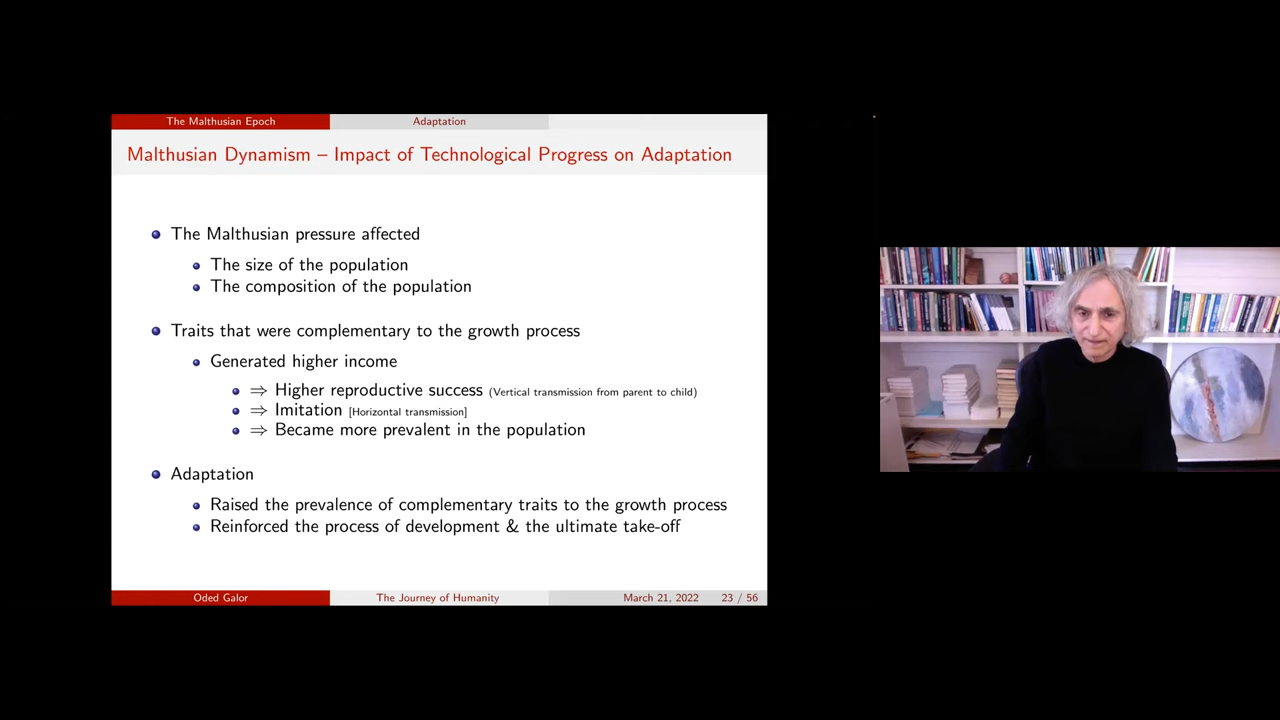 The Malthusian Epoch
Adaptation
Malthusian Dynamism – Impact of Technological Progress on Adaptation
The Malthusian pressure affected
The size of the population
The composition of the population
Traits that were complementary to the growth process
Generated higher income
⇒ Higher reproductive success (Vertical transmission from parent to child)
⇒ Imitation [Horizontal transmission]
⇒ Became more prevalent in the population
Adaptation
Raised the prevalence of complementary traits to the growth process
Reinforced the process of development & the ultimate take-off
Oded Galor
The Journey of Humanity
March 21, 2022
23 / 56